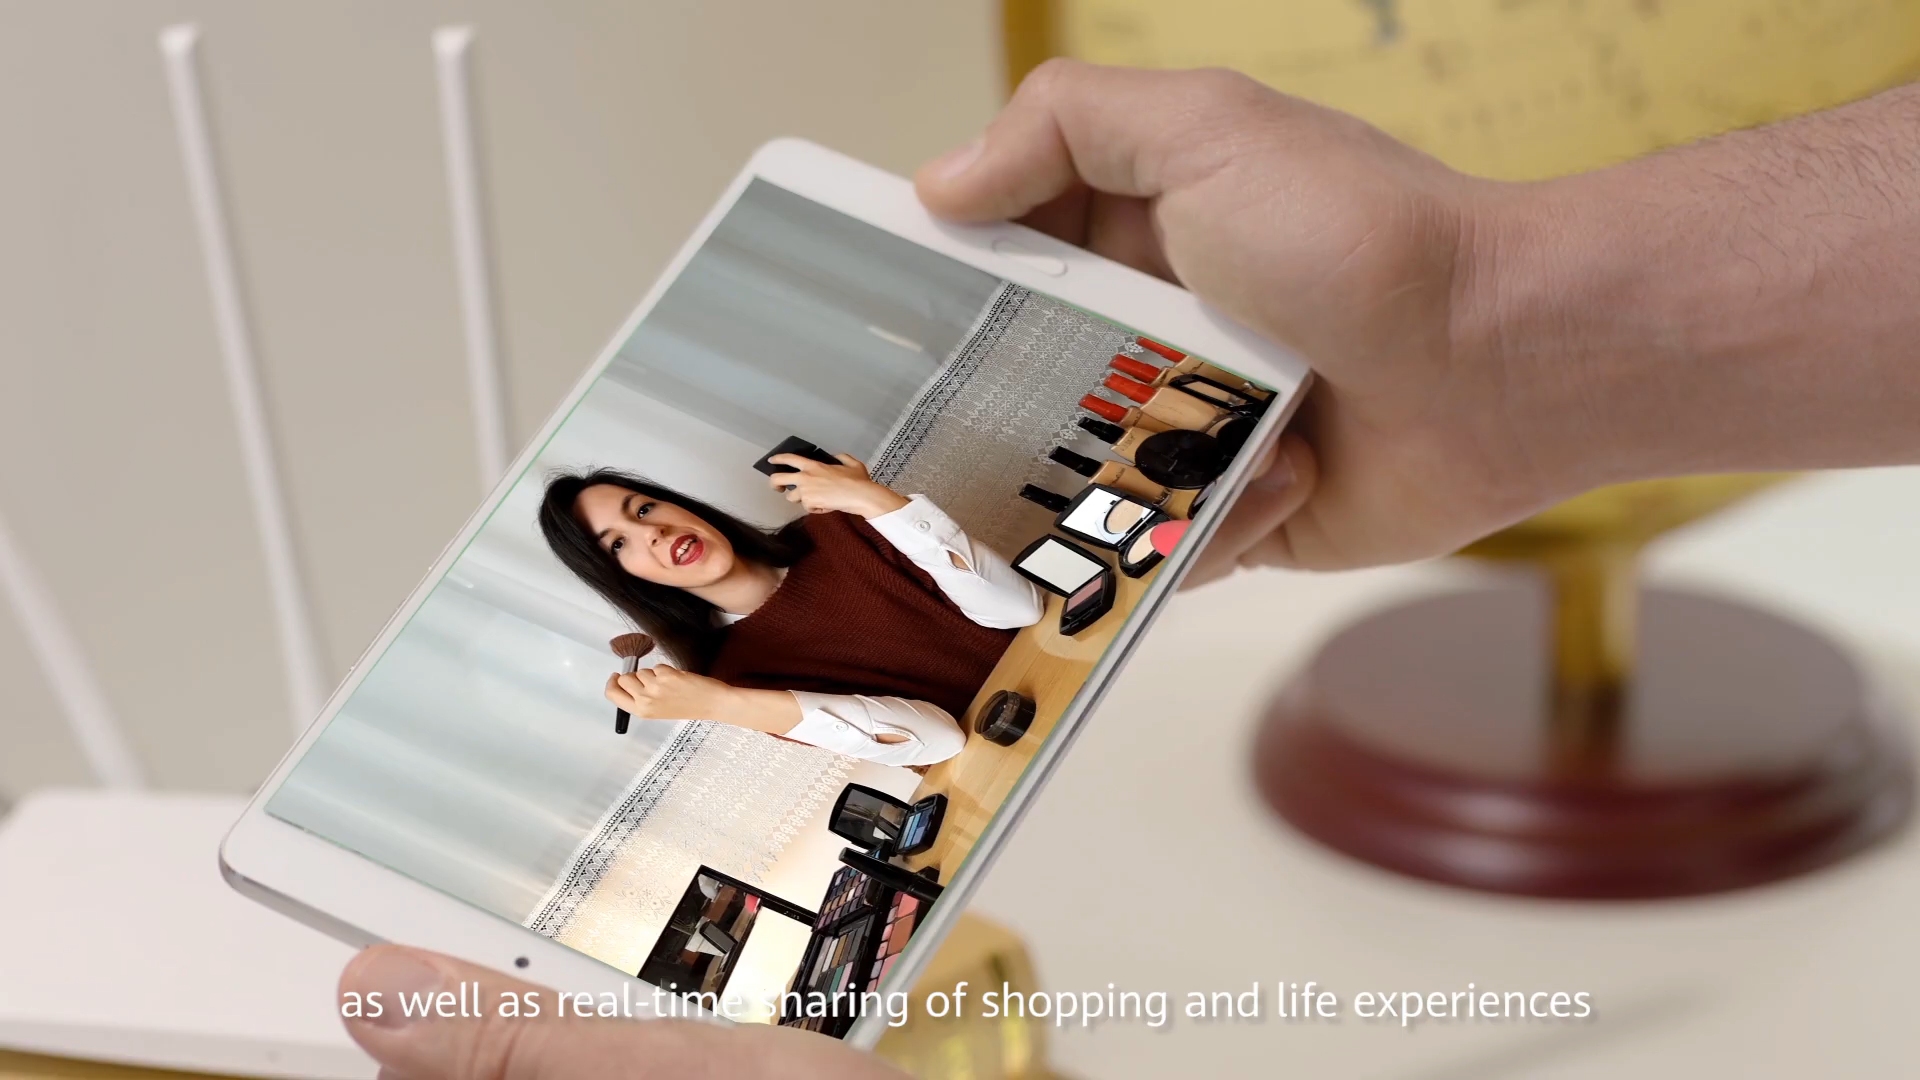 as well as real-time sharing of shopping and life experiences